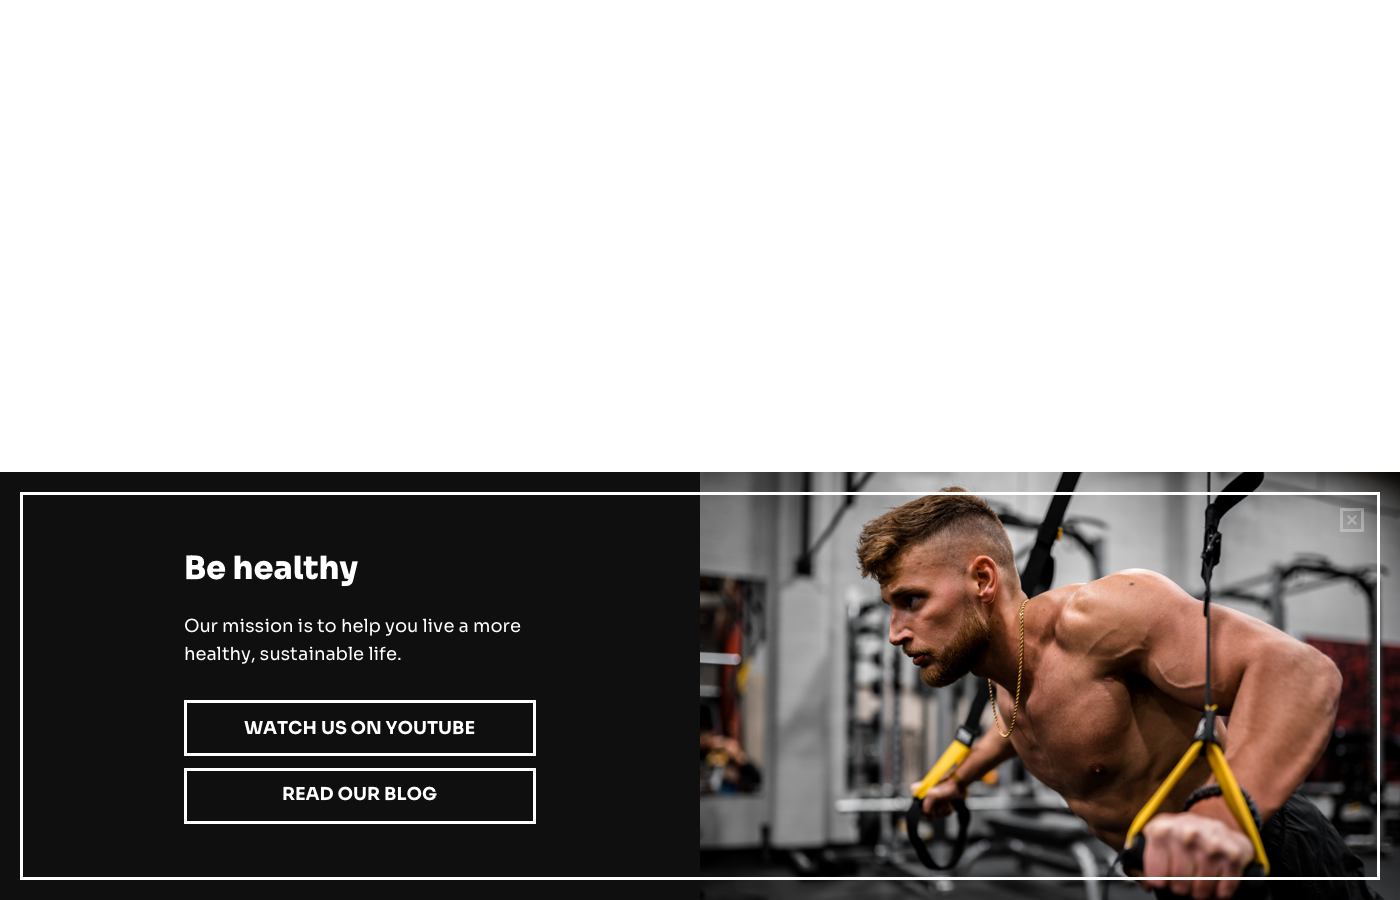 Be healthy
Our mission is to help you live a more
healthy, sustainable life.
WATCH US ON YOUTUBE
READ OUR BLOG